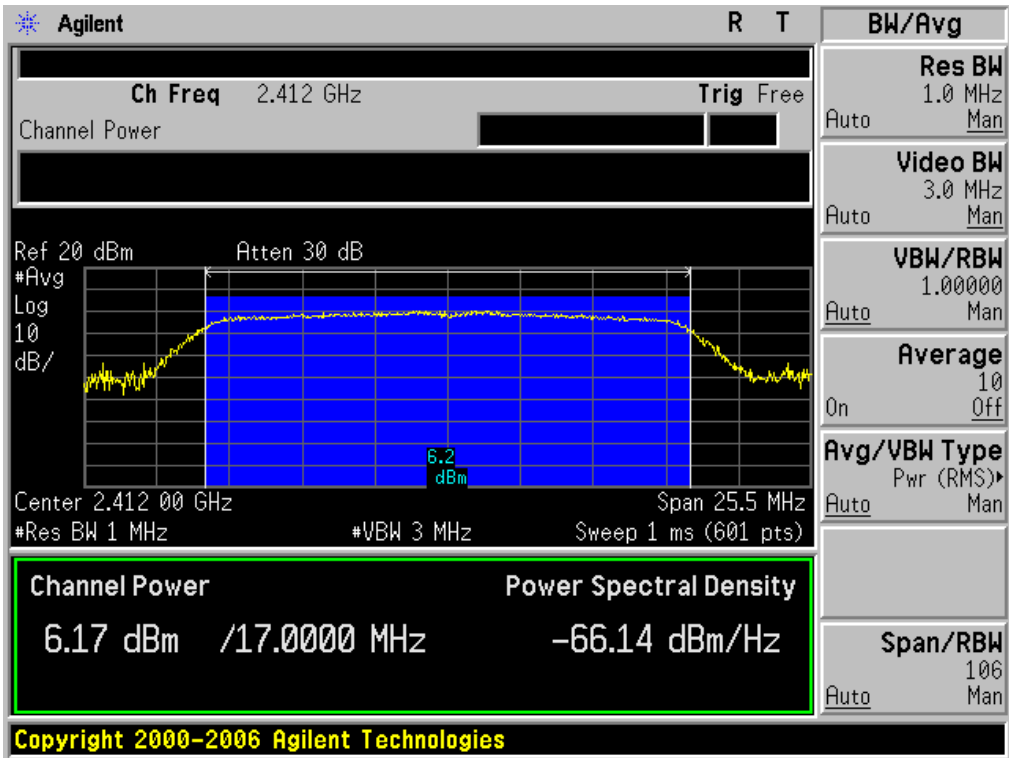 Agilent R T
Ch Freq 2.412 GHz Trig Free
Channel Power
Ref 20 dBm Atten 30 dB
#Avg
Log
10
dB/
6.2
dBm
Center 2.412 00 GHz Span 25.5 MHz
#Res BW 1 MHz #VBW 3 MHz Sweep 1 ms (601 pts)
Channel Power Power Spectral Density
6.17 dBm /17.0000 MHz -66.14 dBm/Hz
Copyright 2000-2006 Agilent Technologies
BW/Avg
Res BW
1.0 MHz
Auto Man
Video BW
3.0 MHz
Auto Man
VBW/RBW
1.00000
Auto Man
Average
10
On Off
Avg/VBW Type
Pwr (RMS)▸
Auto Man
Span/RBW
106
Auto Man